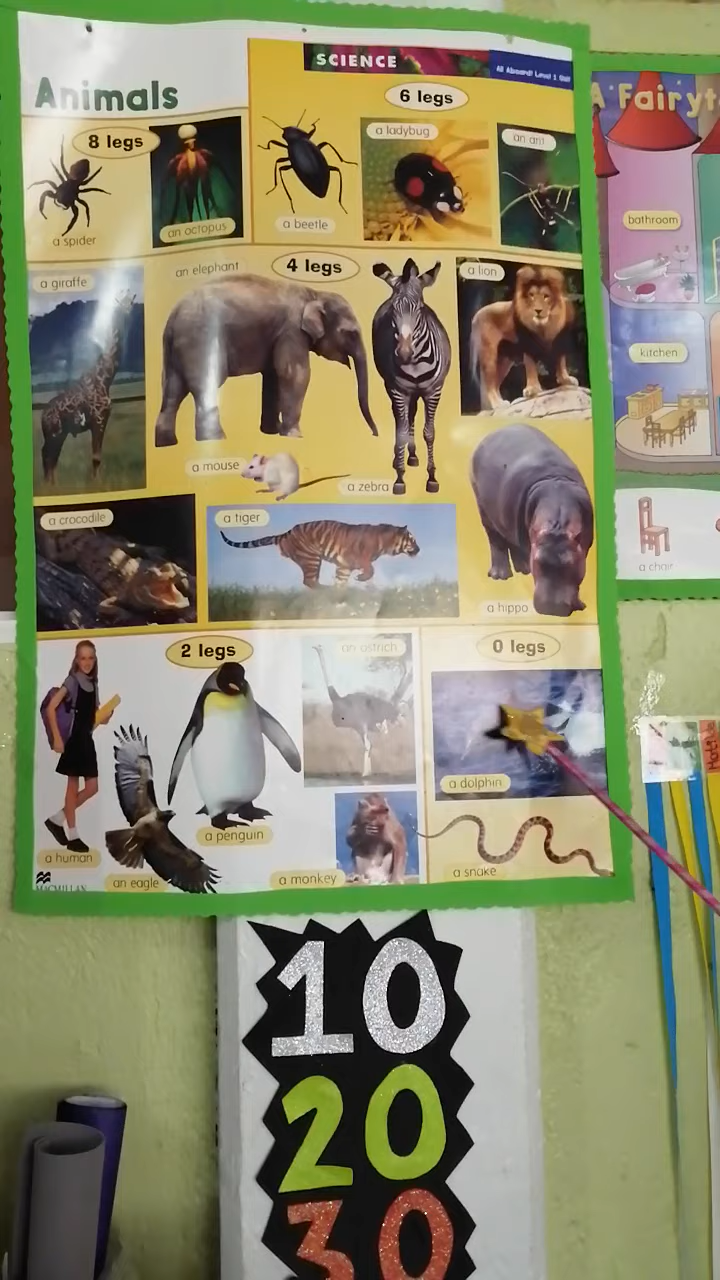 SCIENCE
All Aboard! Level 1
Animals
6 legs
8 legs
a ladybug
an ant
a spider
an octopus
a beetle
a giraffe
an elephant
4 legs
a lion
a mouse
a zebra
a crocodile
a tiger
a hippo
2 legs
an ostrich
0 legs
a dolphin
a penguin
a human
an eagle
a monkey
a snake
MACMILLAN
A Fairyt
bathroom
kitchen
a chair
10
20
30